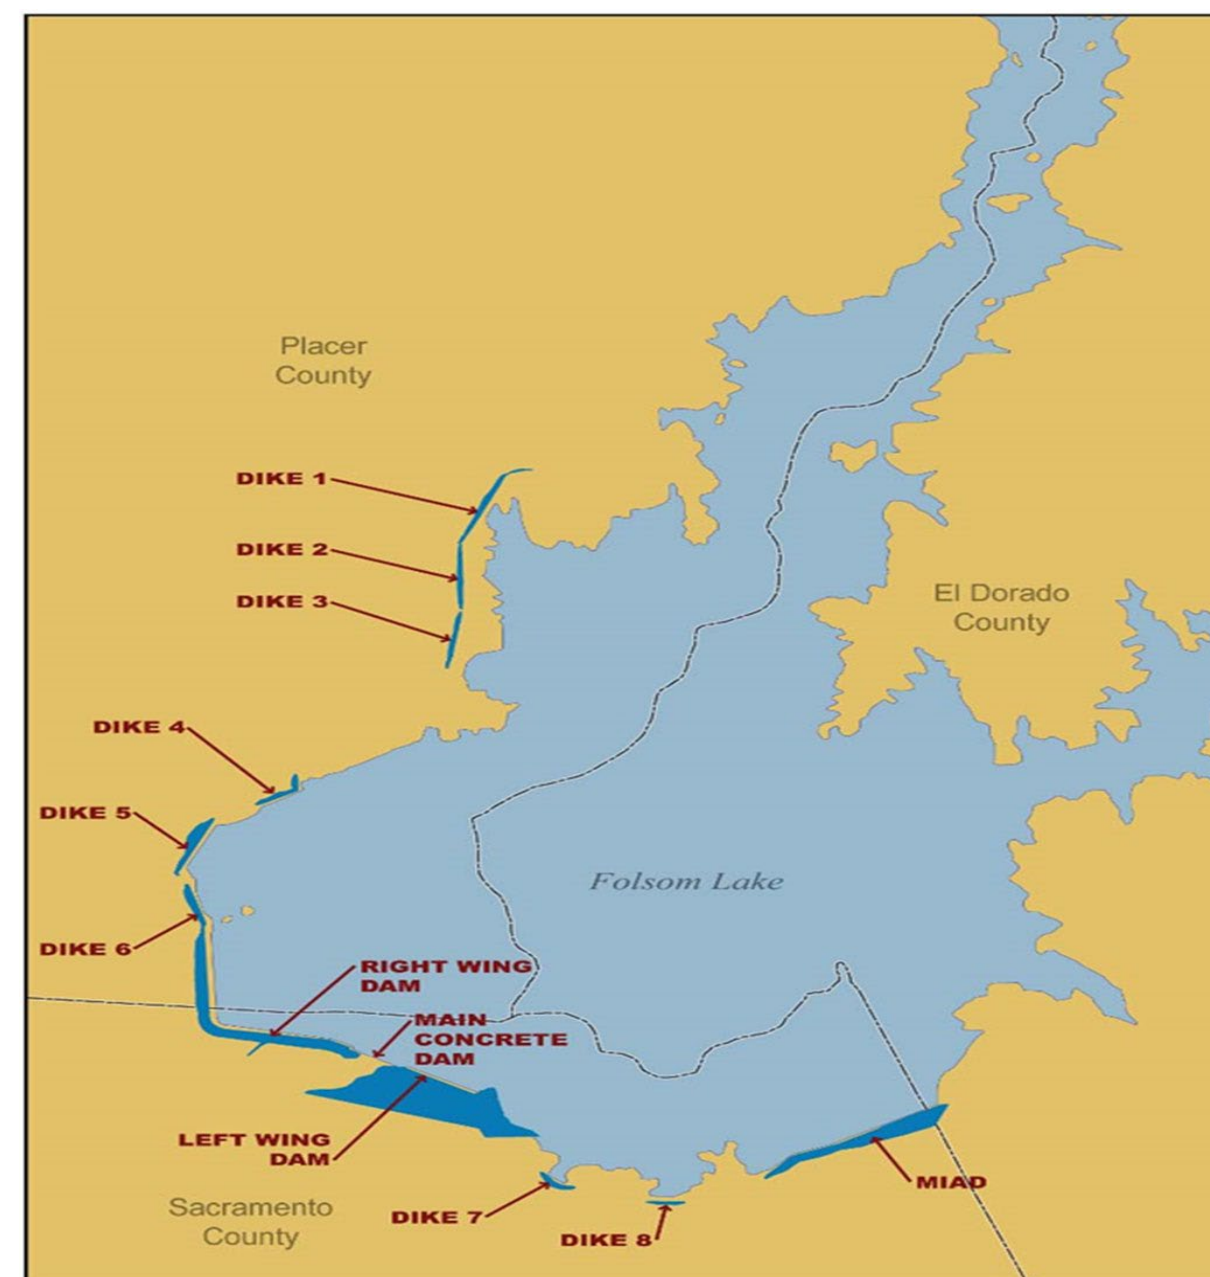 Placer
County
DIKE 1
DIKE 2
DIKE 3
El Dorado
County
DIKE 4
DIKE 5
Folsom Lake
DIKE 6
RIGHT WING
DAM
MAIN
CONCRETE
DAM
LEFT WING
DAM
MIAD
Sacramento
County
DIKE 7
DIKE 8